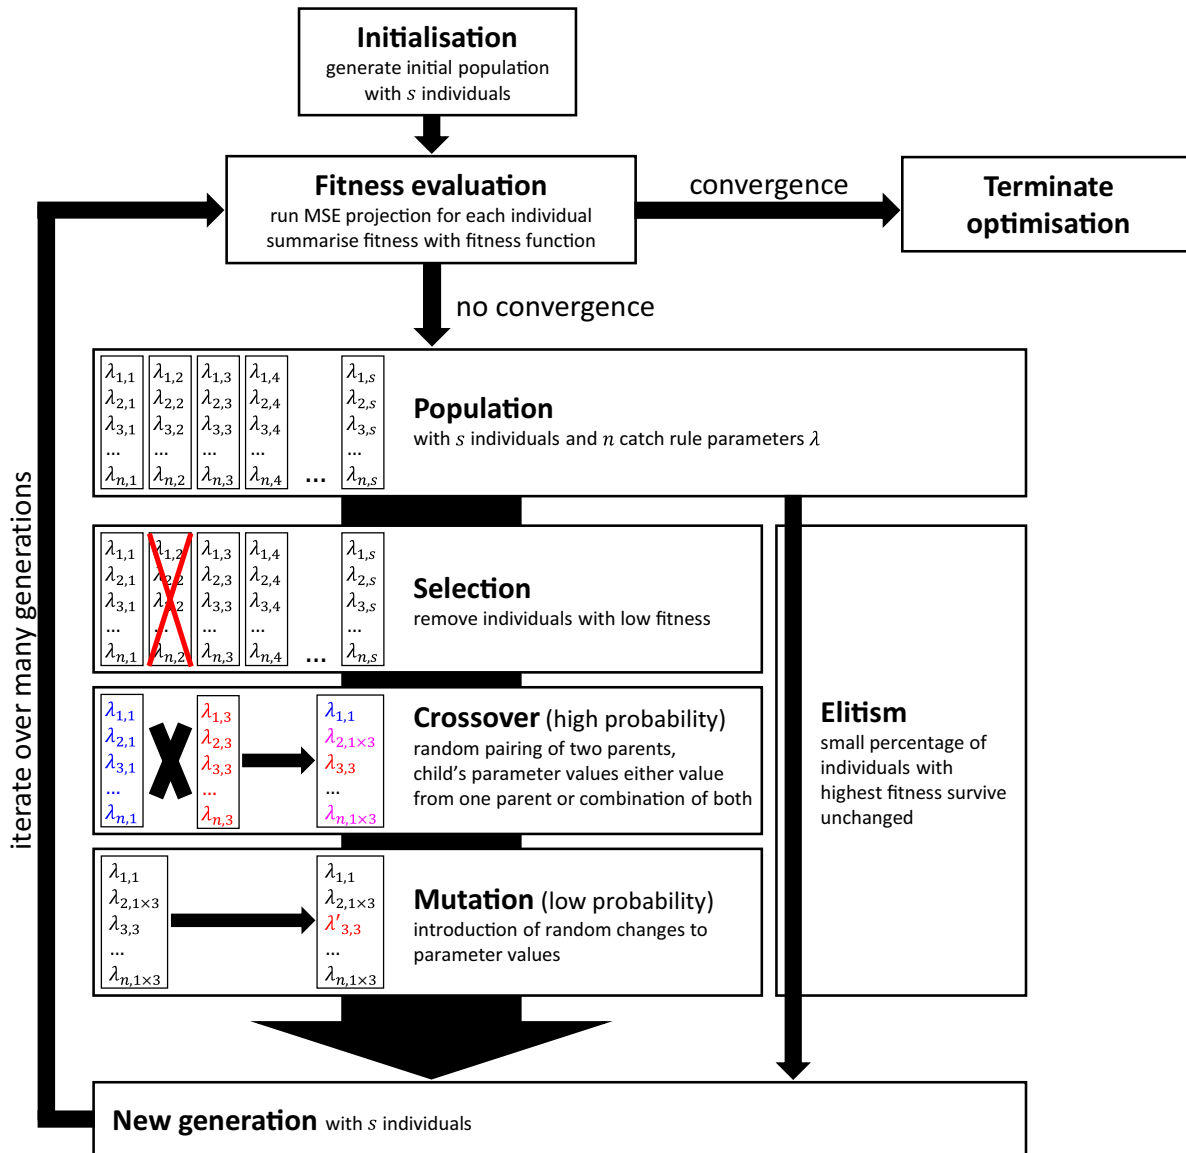 Initialisation
generate initial population
with s individuals
Fitness evaluation
run MSE projection for each individual
summarise fitness with fitness function
convergence
Terminate
optimisation
no convergence
iterate over many generations
λ1,1 λ1,2 λ1,3 λ1,4 λ1,s
λ2,1 λ2,2 λ2,3 λ2,4 λ2,s
λ3,1 λ3,2 λ3,3 λ3,4 λ3,s
... ... ... ... ...
λn,1 λn,2 λn,3 λn,4 ... λn,s
Population
with s individuals and n catch rule parameters λ
λ1,1 λ1,2 λ1,3 λ1,4 λ1,s
λ2,1 λ2,2 λ2,3 λ2,4 λ2,s
λ3,1 λ3,2 λ3,3 λ3,4 λ3,s
... ... ... ... ...
λn,1 λn,2 λn,3 λn,4 ... λn,s
Selection
remove individuals with low fitness
λ1,1 λ1,3 λ1,1
λ2,1 λ2,3 λ2,1×3
λ3,1 λ3,3 λ3,3
... ... ...
λn,1 λn,3 λn,1×3
Crossover (high probability)
random pairing of two parents,
child's parameter values either value
from one parent or combination of both
λ1,1 λ1,1
λ2,1×3 λ2,1×3
λ3,3 λ'3,3
... ...
λn,1×3 λn,1×3
Mutation (low probability)
introduction of random changes to
parameter values
Elitism
small percentage of
individuals with
highest fitness survive
unchanged
New generation with s individuals